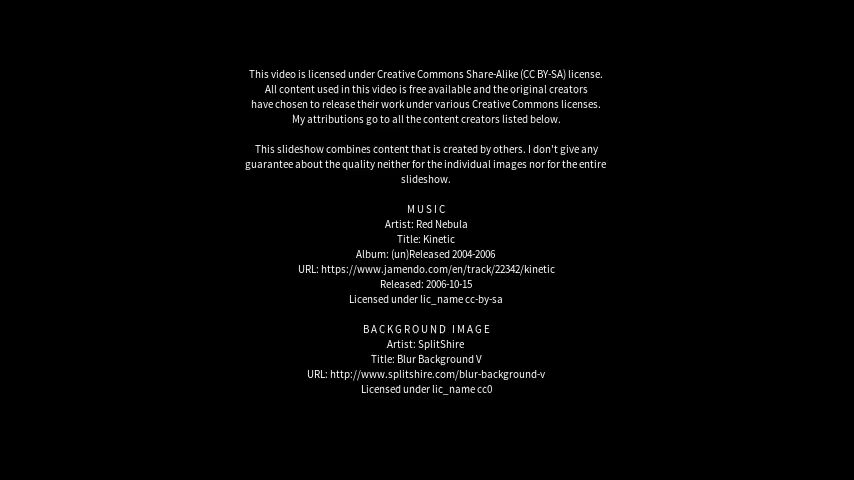 This video is licensed under Creative Commons Share-Alike (CC BY-SA) license.
All content used in this video is free available and the original creators
have chosen to release their work under various Creative Commons licenses.
My attributions go to all the content creators listed below.
This slideshow combines content that is created by others. I don't give any
guarantee about the quality neither for the individual images nor for the entire
slideshow.
MUSIC
Artist: Red Nebula
Title: Kinetic
Album: (un)Released 2004-2006
URL: https://www.jamendo.com/en/track/22342/kinetic
Released: 2006-10-15
Licensed under lic_name cc-by-sa
BACKGROUND IMAGE
Artist: SplitShire
Title: Blur Background V
URL: http://www.splitshire.com/blur-background-v
Licensed under lic_name cc0